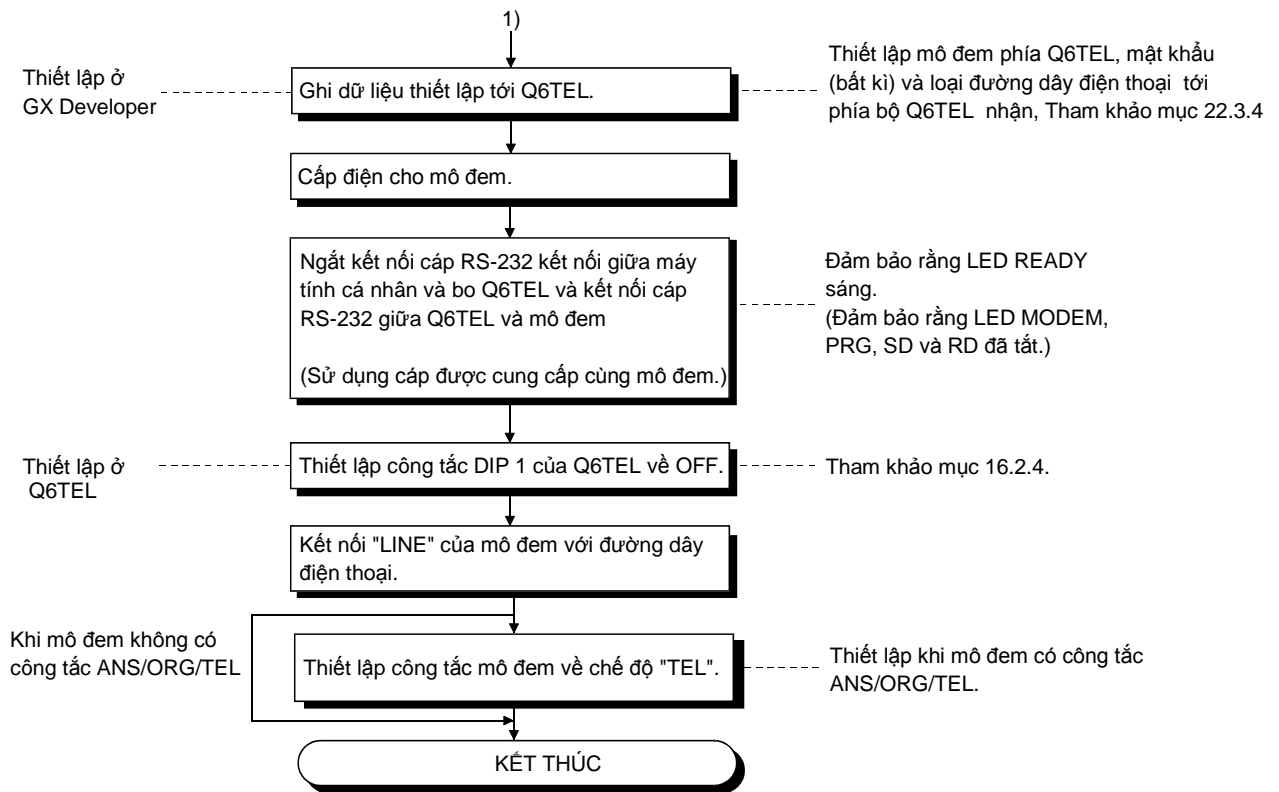 1)
Thiết lập ở
GX Developer
Ghi dữ liệu thiết lập tới Q6TEL.
Thiết lập mô đem phía Q6TEL, mật khẩu
(bất kì) và loại đường dây điện thoại tới
phía bộ Q6TEL nhận, Tham khảo mục 22.3.4
Cấp điện cho mô đem.
Ngắt kết nối cáp RS-232 kết nối giữa máy
tính cá nhân và bo Q6TEL và kết nối cáp
RS-232 giữa Q6TEL và mô đem
(Sử dụng cáp được cung cấp cùng mô đem.)
Đảm bảo rằng LED READY
sáng.
(Đảm bảo rằng LED MODEM,
PRG, SD và RD đã tắt.)
Thiết lập ở
Q6TEL
Thiết lập công tắc DIP 1 của Q6TEL về OFF.
Tham khảo mục 16.2.4.
Kết nối "LINE" của mô đem với đường dây
điện thoại.
Khi mô đem không có
công tắc ANS/ORG/TEL
Thiết lập công tắc mô đem về chế độ "TEL".
Thiết lập khi mô đem có công tắc
ANS/ORG/TEL.
KẾT THÚC